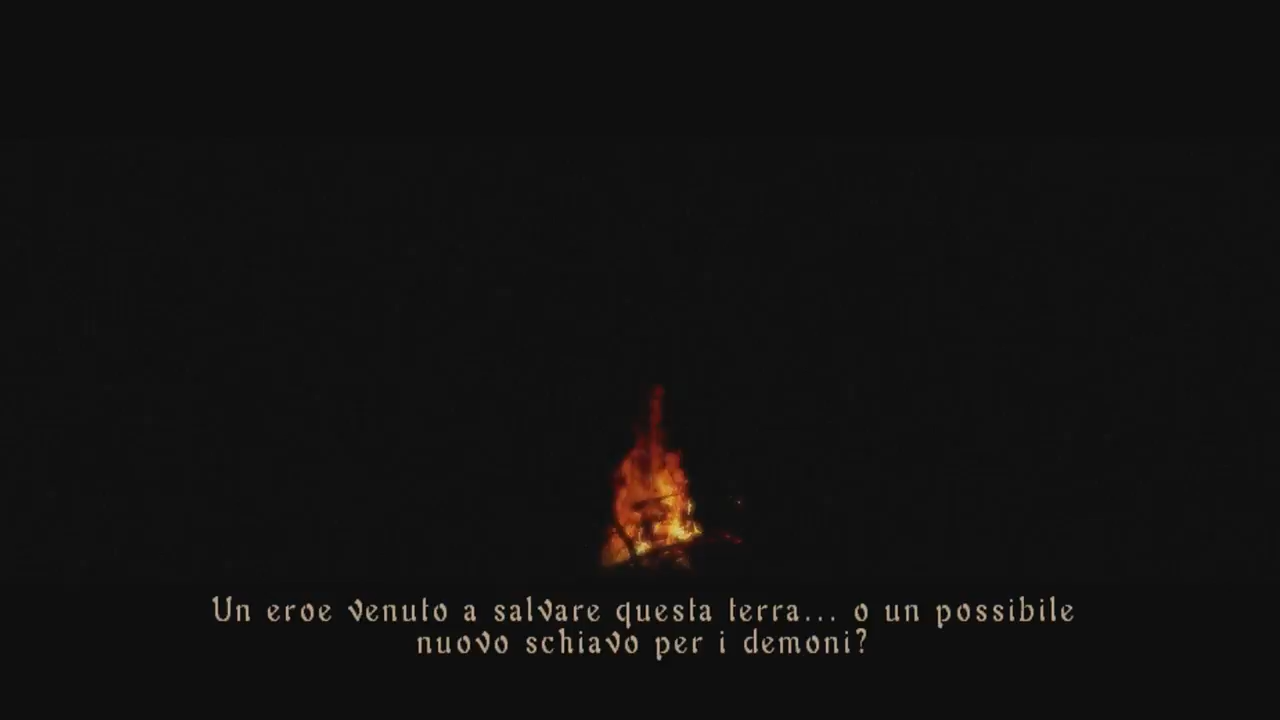 Un eroe venuto a salvare questa terra... o un possibile
nuovo schiavo per i demoni?